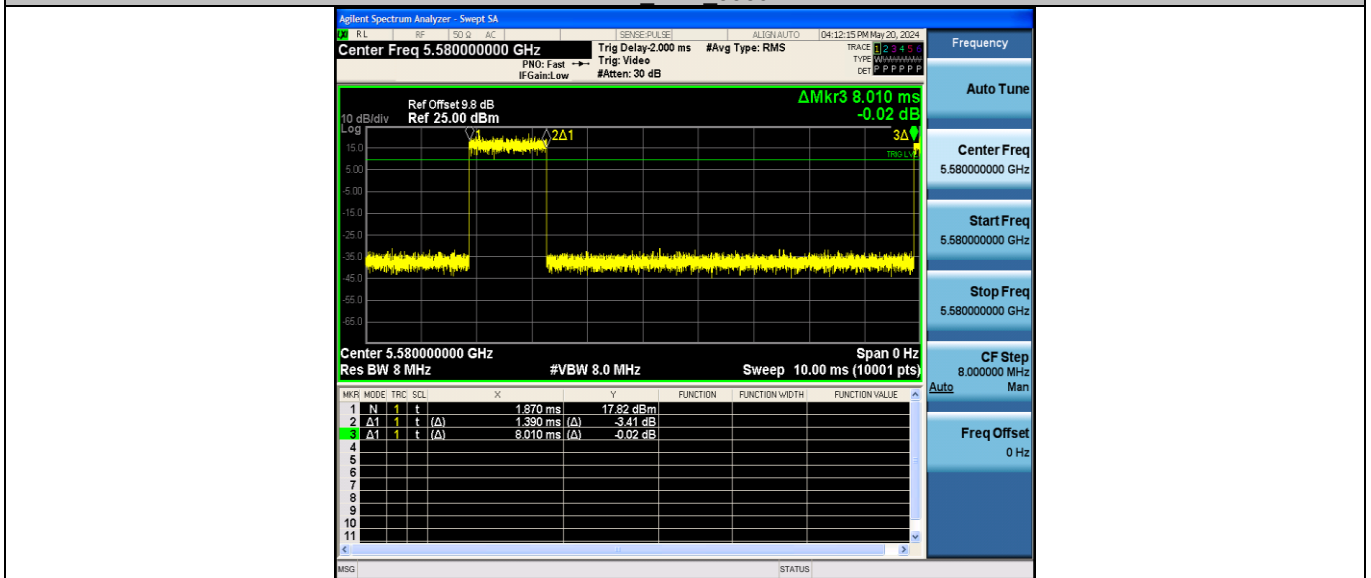 Agilent Spectrum Analyzer - Swept SA
RL RF 50 Ω AC SENSE:PULSE ALIGN AUTO 04:12:15 PM May 20, 2024
Center Freq 5.580000000 GHz
PNO: Fast
IFGain:Low
Trig Delay-2.000 ms
Trig: Video
#Atten: 30 dB
#Avg Type: RMS
TRACE 1 2 3 4 5 6
TYPE
DET P P P P P P
ΔMkr3 8.010 ms
-0.02 dB
Ref Offset 9.8 dB
10 dB/div Ref 25.00 dBm
Log
1 2Δ1 3Δ
15.0
TRIG LVL
5.00
-5.00
-15.0
-25.0
-35.0
-45.0
-55.0
-65.0
Center 5.580000000 GHz Span 0 Hz
Res BW 8 MHz #VBW 8.0 MHz Sweep 10.00 ms (10001 pts)
MKR MODE TRC SCL X Y FUNCTION FUNCTION WIDTH FUNCTION VALUE
1 N 1 t 1.870 ms 17.82 dBm
2 Δ1 1 t (Δ) 1.390 ms (Δ) -3.41 dB
3 Δ1 1 t (Δ) 8.010 ms (Δ) -0.02 dB
4
5
6
7
8
9
10
11
MSG STATUS
Frequency
Auto Tune
Center Freq
5.580000000 GHz
Start Freq
5.580000000 GHz
Stop Freq
5.580000000 GHz
CF Step
8.000000 MHz
Auto Man
Freq Offset
0 Hz